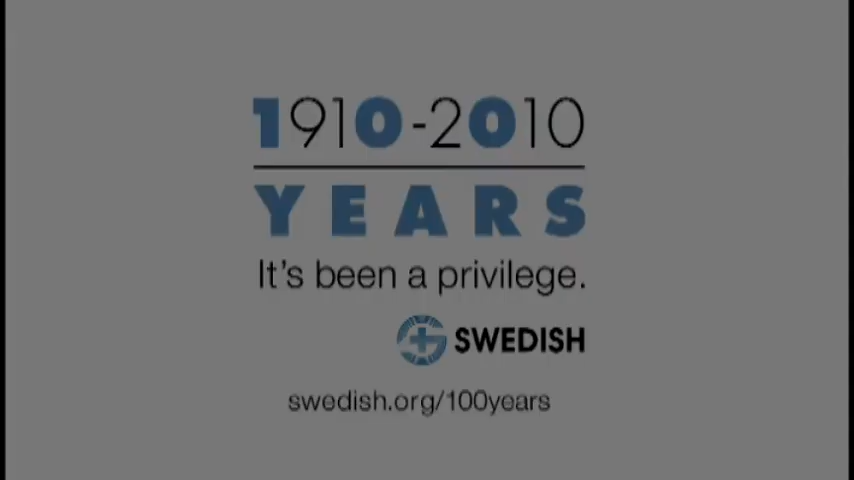 1910-2010
YEARS
It's been a privilege.
SWEDISH
swedish.org/100years